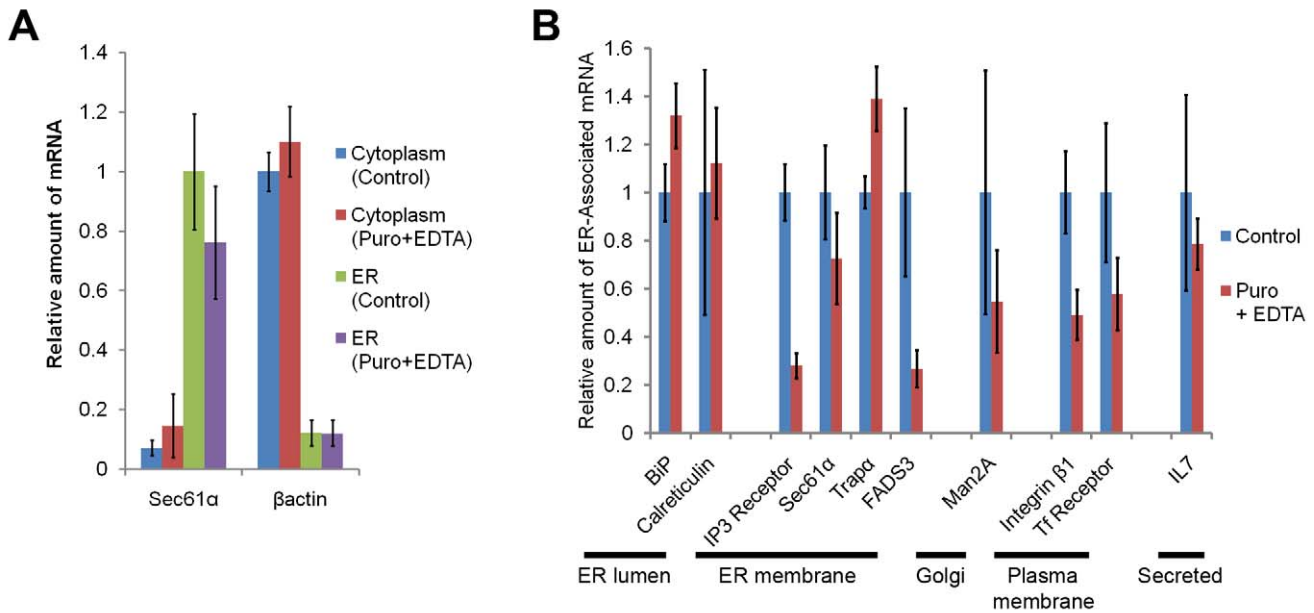 A
Relative amount of mRNA
1.4
1.2
1
0.8
0.6
0.4
0.2
0
Sec61α
βactin
Cytoplasm
(Control)
Cytoplasm
(Puro+EDTA)
ER
(Control)
ER
(Puro+EDTA)
B
Relative amount of ER-Associated mRNA
1.6
1.4
1.2
1
0.8
0.6
0.4
0.2
0
BiP
Calreticulin
IP3 Receptor
Sec61α
Trapα
FADS3
Man2A
Integrin β1
Tf Receptor
IL7
ER lumen
ER membrane
Golgi
Plasma
membrane
Secreted
Control
Puro
+ EDTA